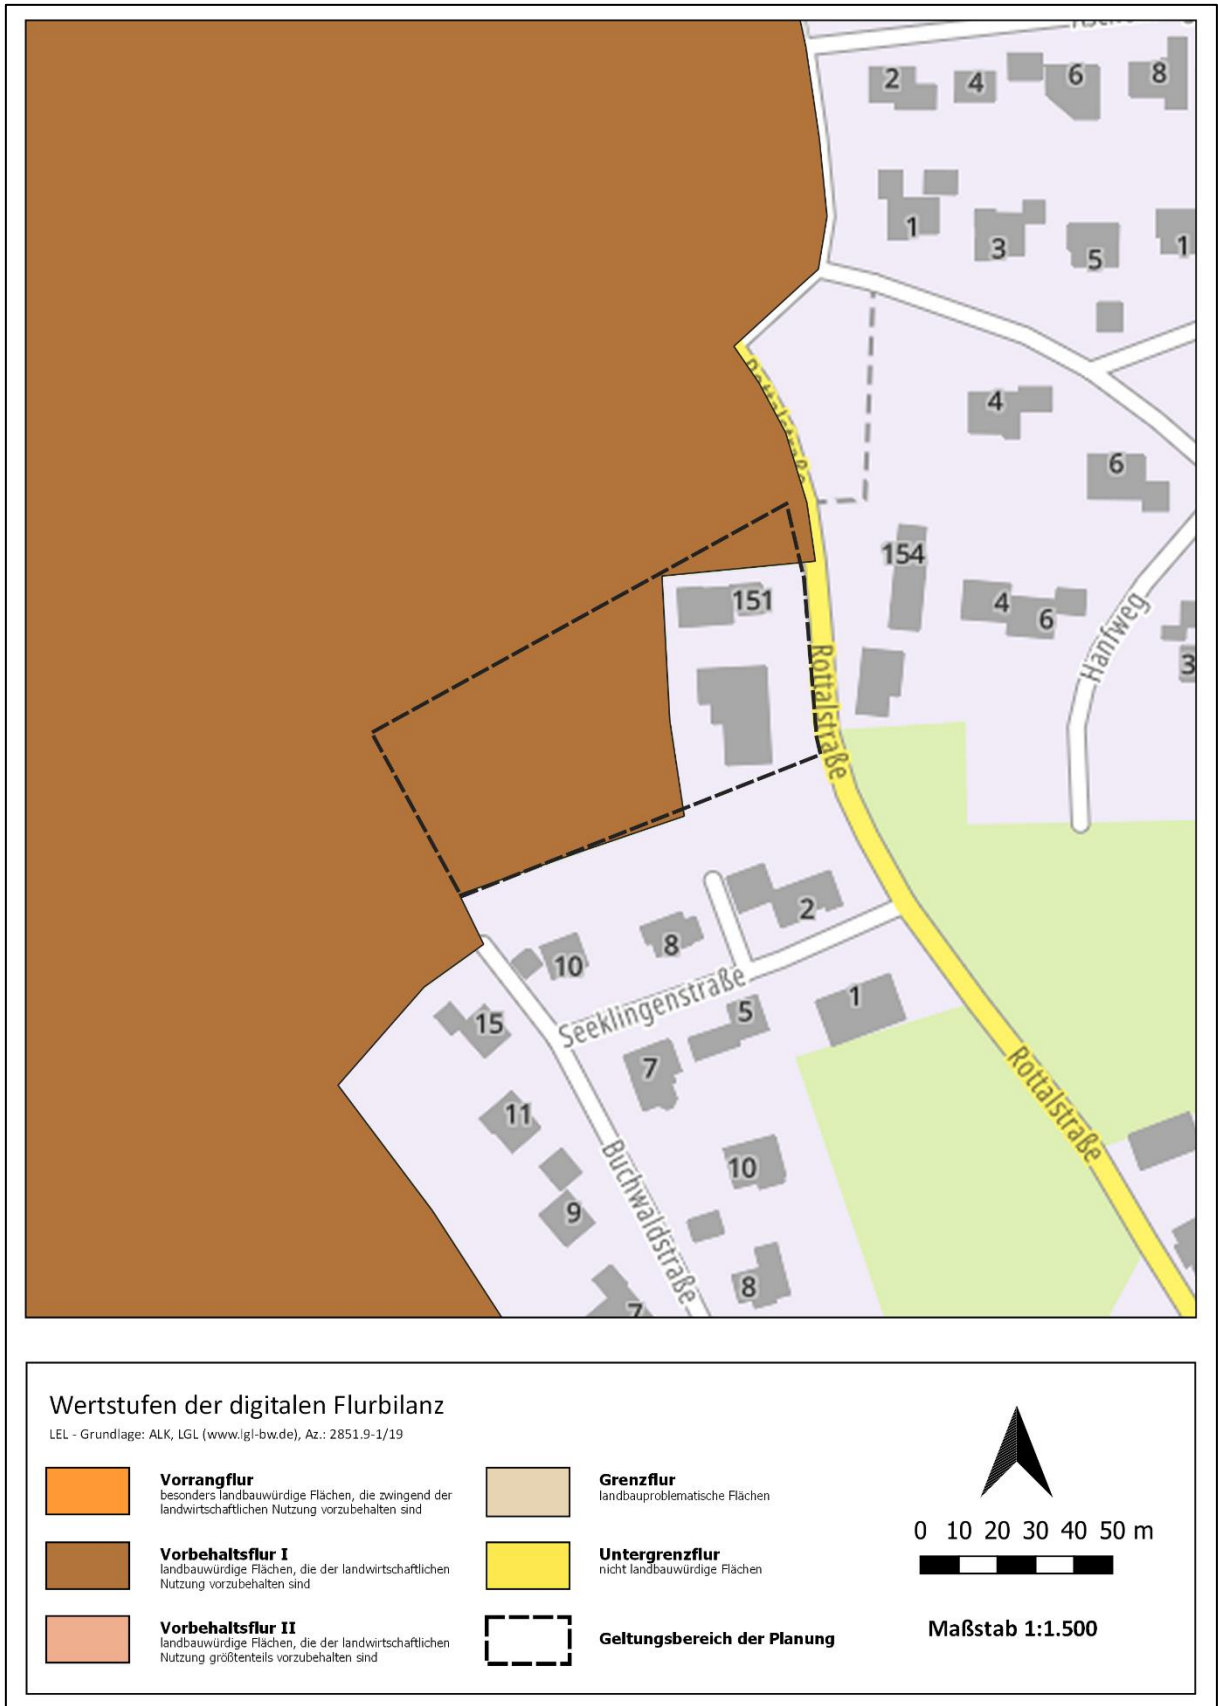 2
4
6
8
1
3
5
1
Rottalstraße
4
6
154
151
4
6
Hanfweg
3
Rottalstraße
2
8
10
Seeklingenstraße
15
5
1
7
Rottalstraße
11
Buchwaldstraße
10
9
8
7
Wertstufen der digitalen Flurbilanz
LEL - Grundlage: ALK, LGL (www.lgl-bw.de), Az.: 2851.9-1/19
Vorrangflur
besonders landbauwürdige Flächen, die zwingend der
landwirtschaftlichen Nutzung vorzubehalten sind
Vorbehaltsflur I
landbauwürdige Flächen, die der landwirtschaftlichen
Nutzung vorzubehalten sind
Vorbehaltsflur II
landbauwürdige Flächen, die der landwirtschaftlichen
Nutzung größtenteils vorzubehalten sind
Grenzflur
landbauproblematische Flächen
Untergrenzflur
nicht landbauwürdige Flächen
Geltungsbereich der Planung
0 10 20 30 40 50 m
Maßstab 1:1.500